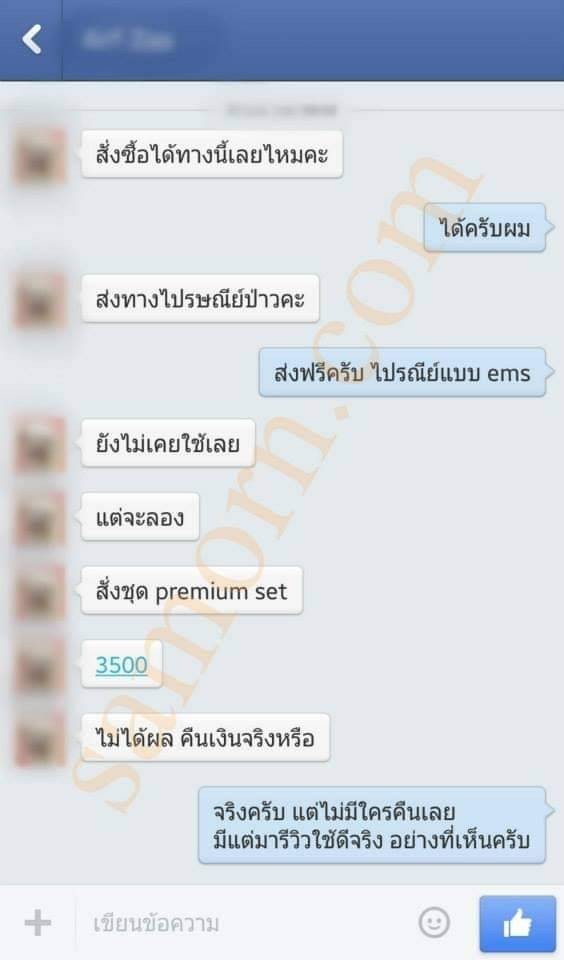 สั่งซื้อได้ทางนี้เลยไหมคะ
ได้ครับผม
ส่งทางไปรษณีย์ป่าวคะ
ส่งฟรีครับ ไปรณีย์แบบ ems
ยังไม่เคยใช้เลย
แต่จะลอง
สั่งชุด premium set
3500
ไม่ได้ผล คืนเงินจริงหรือ
จริงครับ แต่ไม่มีใครคืนเลย
มีแต่มารีวิวใช้ดีจริง อย่างที่เห็นครับ
เขียนข้อความ
samorn.com